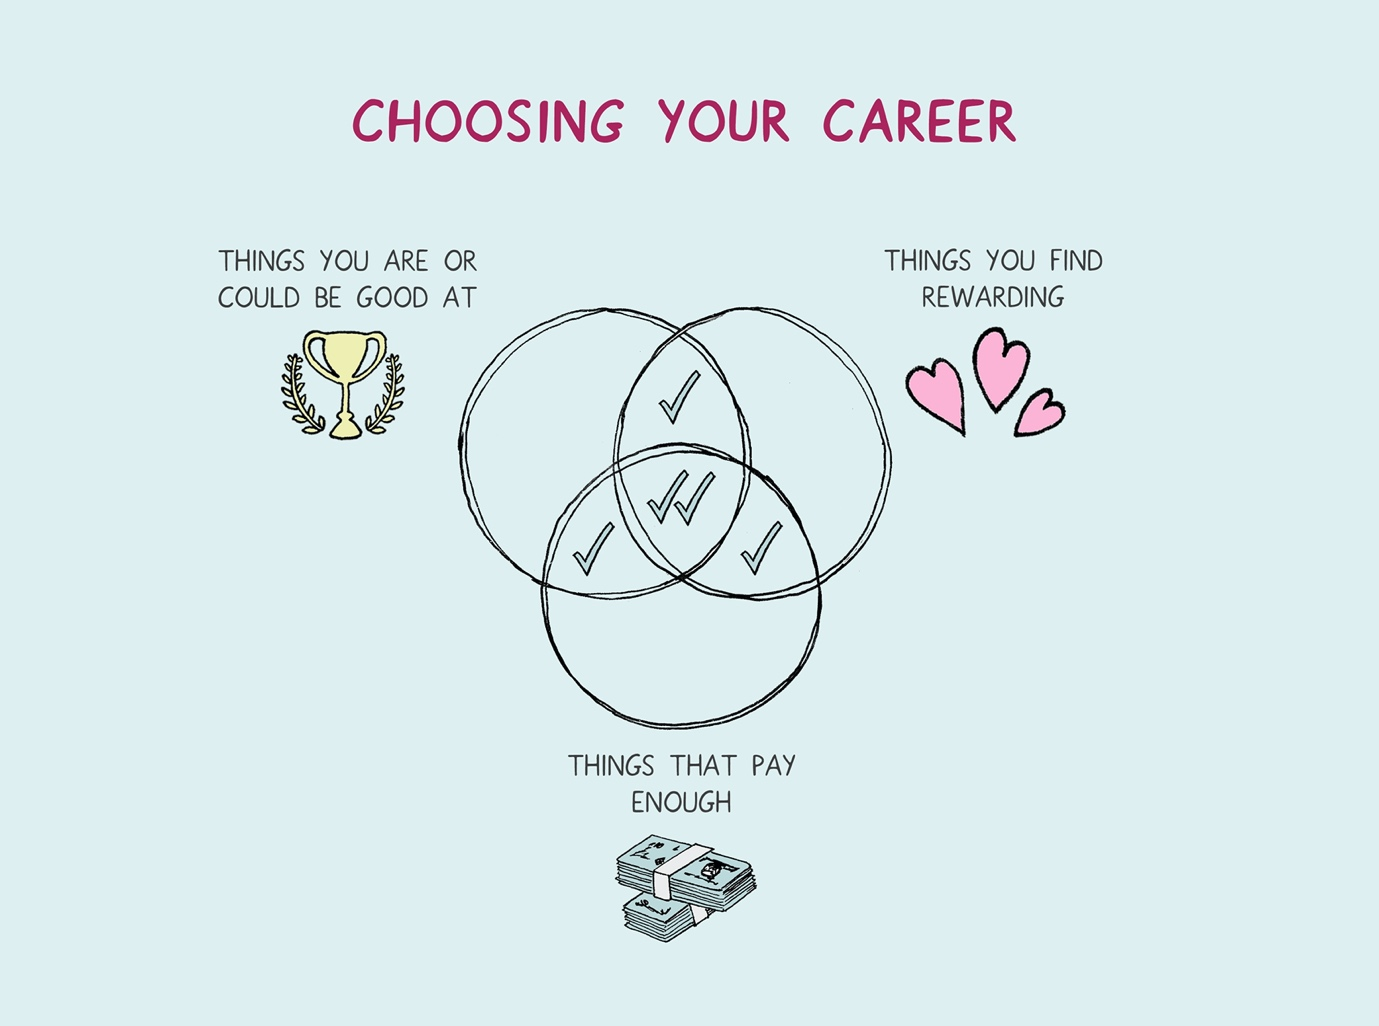 CHOOSING YOUR CAREER
THINGS YOU ARE OR
COULD BE GOOD AT
THINGS YOU FIND
REWARDING
THINGS THAT PAY
ENOUGH